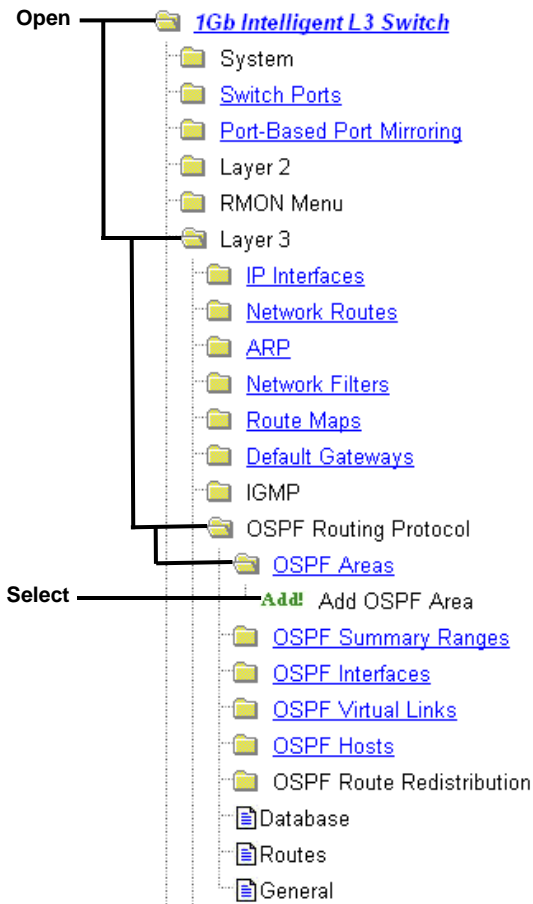 Open
1Gb Intelligent L3 Switch
System
Switch Ports
Port-Based Port Mirroring
Layer 2
RMON Menu
Layer 3
IP Interfaces
Network Routes
ARP
Network Filters
Route Maps
Default Gateways
IGMP
OSPF Routing Protocol
OSPF Areas
Select
Add! Add OSPF Area
OSPF Summary Ranges
OSPF Interfaces
OSPF Virtual Links
OSPF Hosts
OSPF Route Redistribution
Database
Routes
General